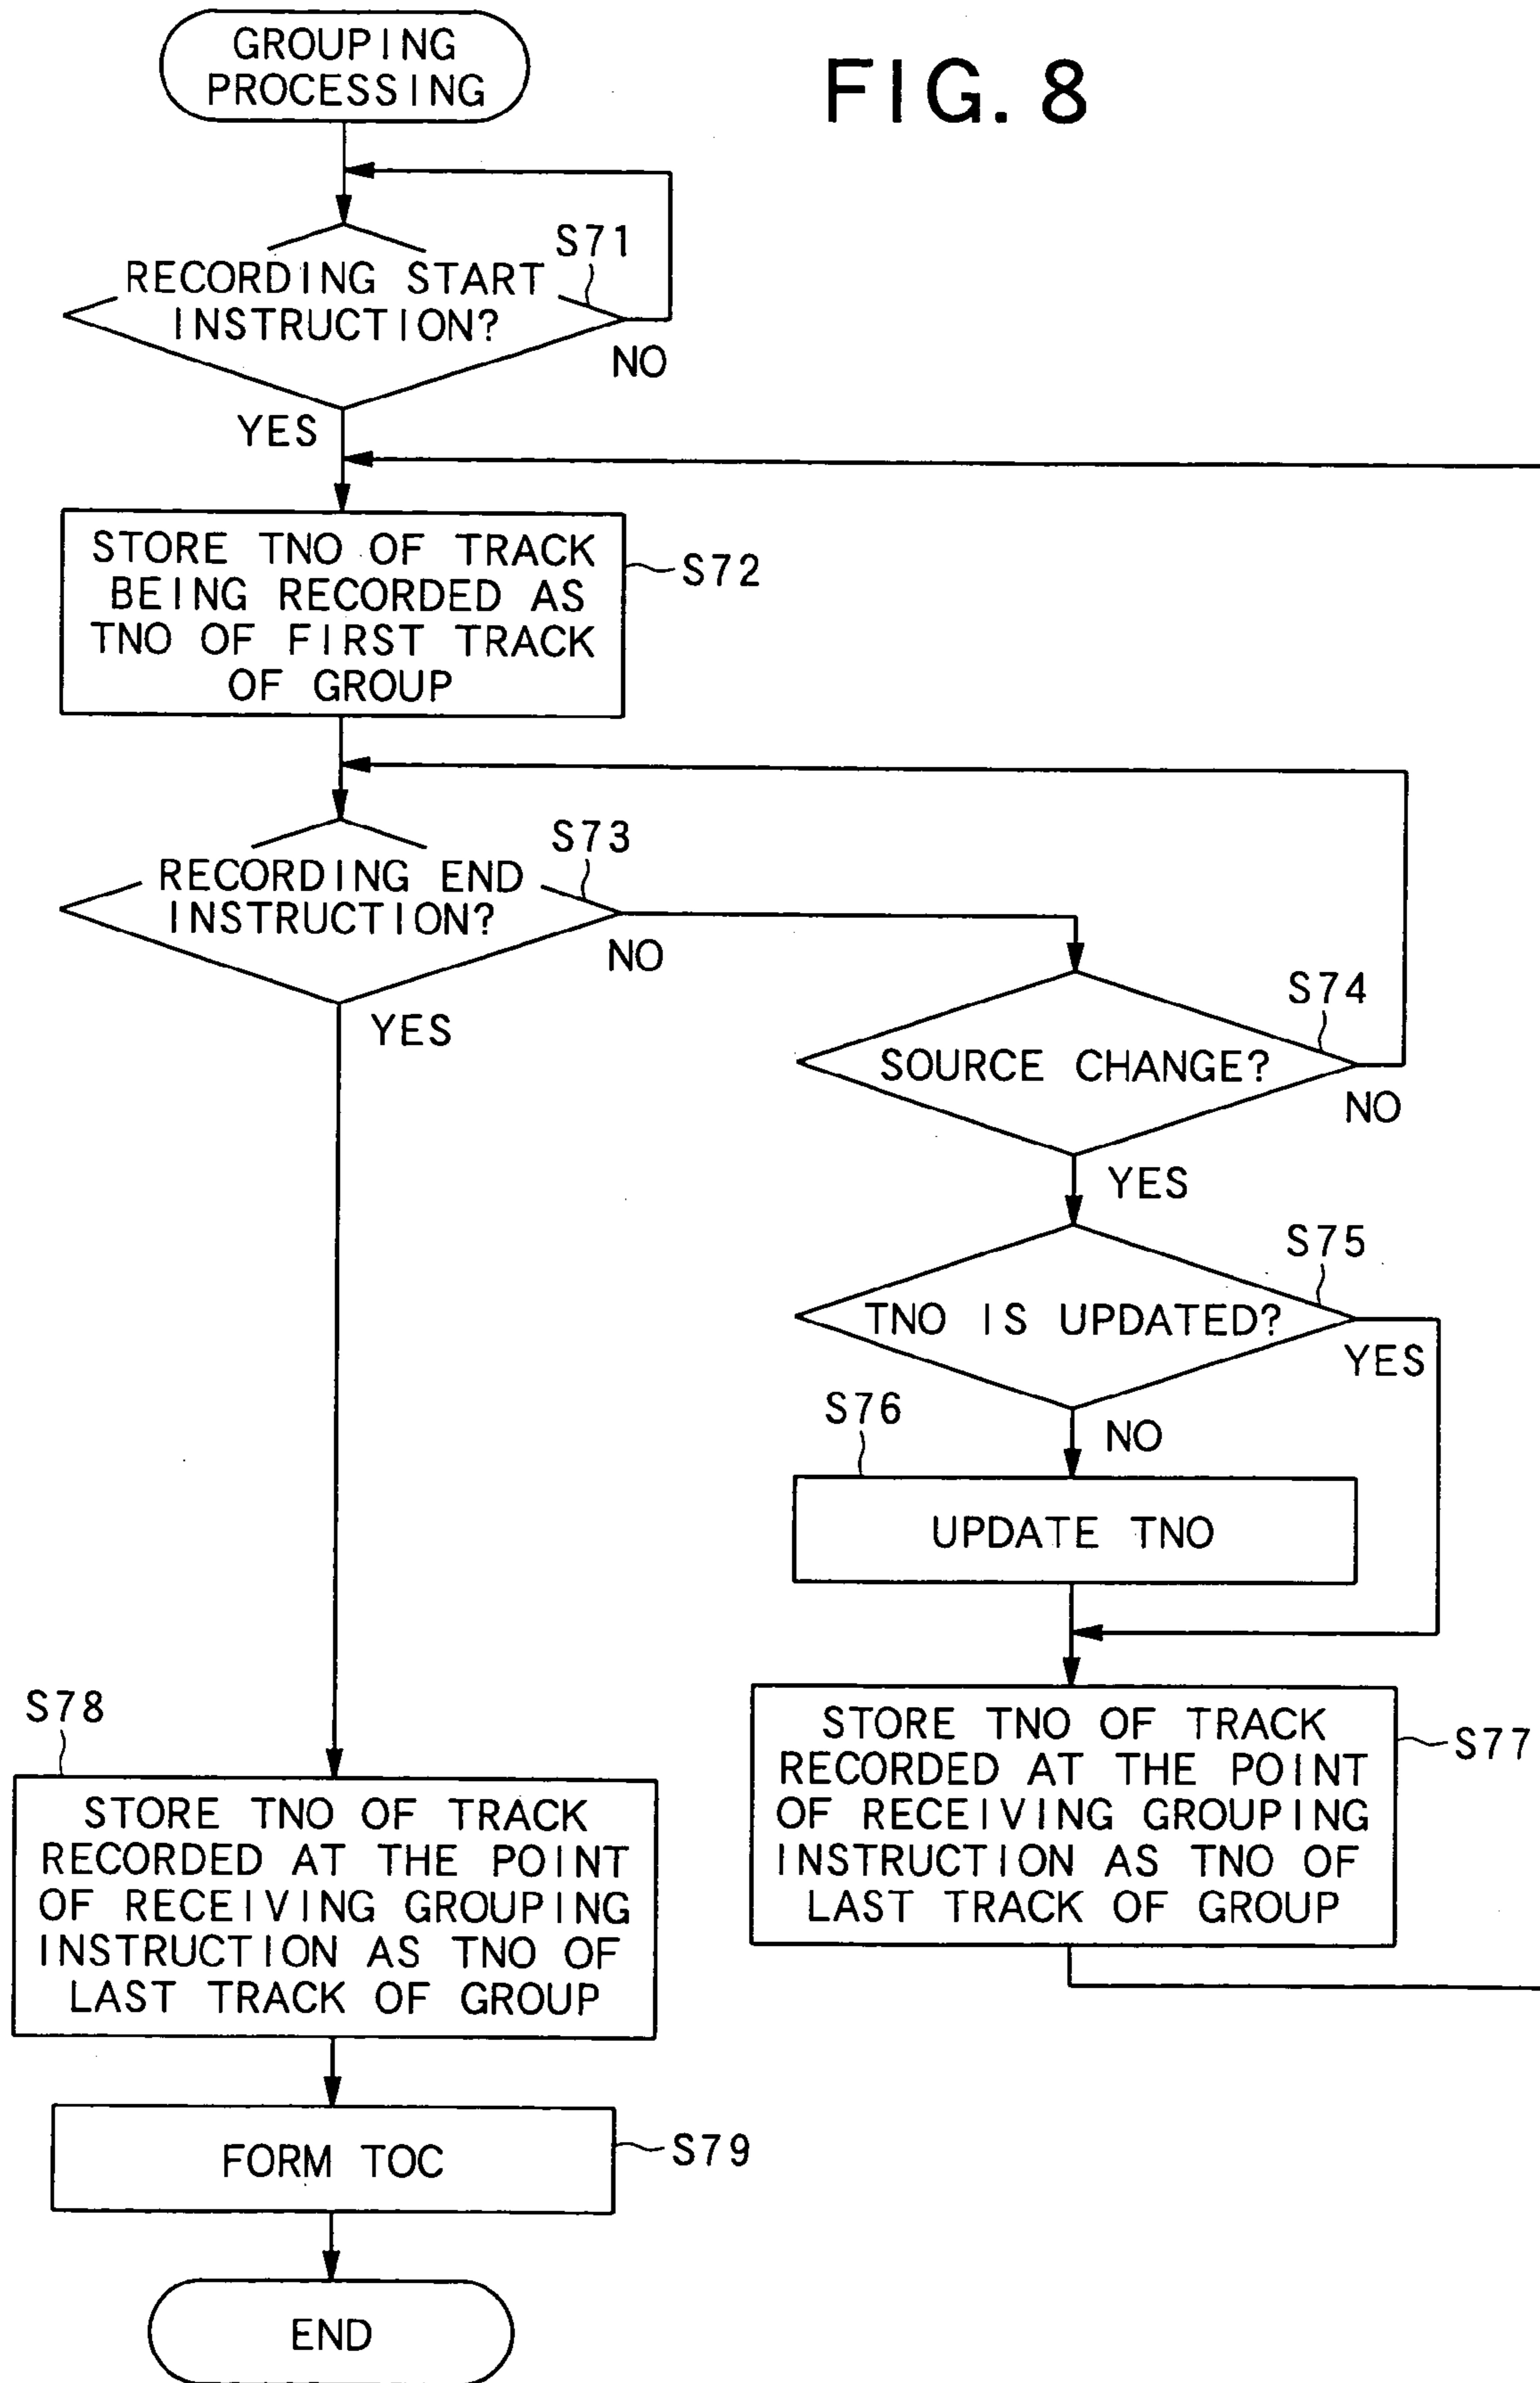 GROUPING
PROCESSING
FIG. 8
S71
RECORDING START
INSTRUCTION?
NO
YES
STORE TNO OF TRACK
BEING RECORDED AS
TNO OF FIRST TRACK
OF GROUP
S72
S73
RECORDING END
INSTRUCTION?
NO
YES
S74
SOURCE CHANGE?
NO
YES
S75
TNO IS UPDATED?
YES
NO
S76
UPDATE TNO
STORE TNO OF TRACK
RECORDED AT THE POINT
OF RECEIVING GROUPING
INSTRUCTION AS TNO OF
LAST TRACK OF GROUP
S77
S78
STORE TNO OF TRACK
RECORDED AT THE POINT
OF RECEIVING GROUPING
INSTRUCTION AS TNO OF
LAST TRACK OF GROUP
FORM TOC
S79
END